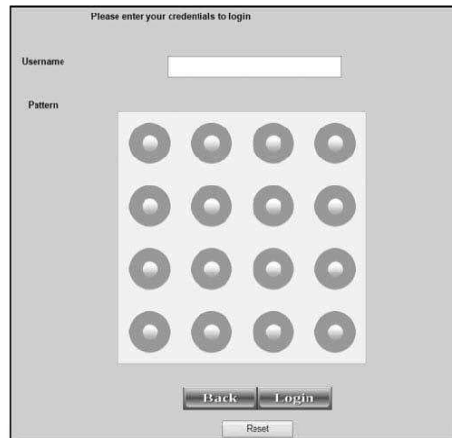 Please enter your credentials to login
Username
Pattern
Back Login
Reset